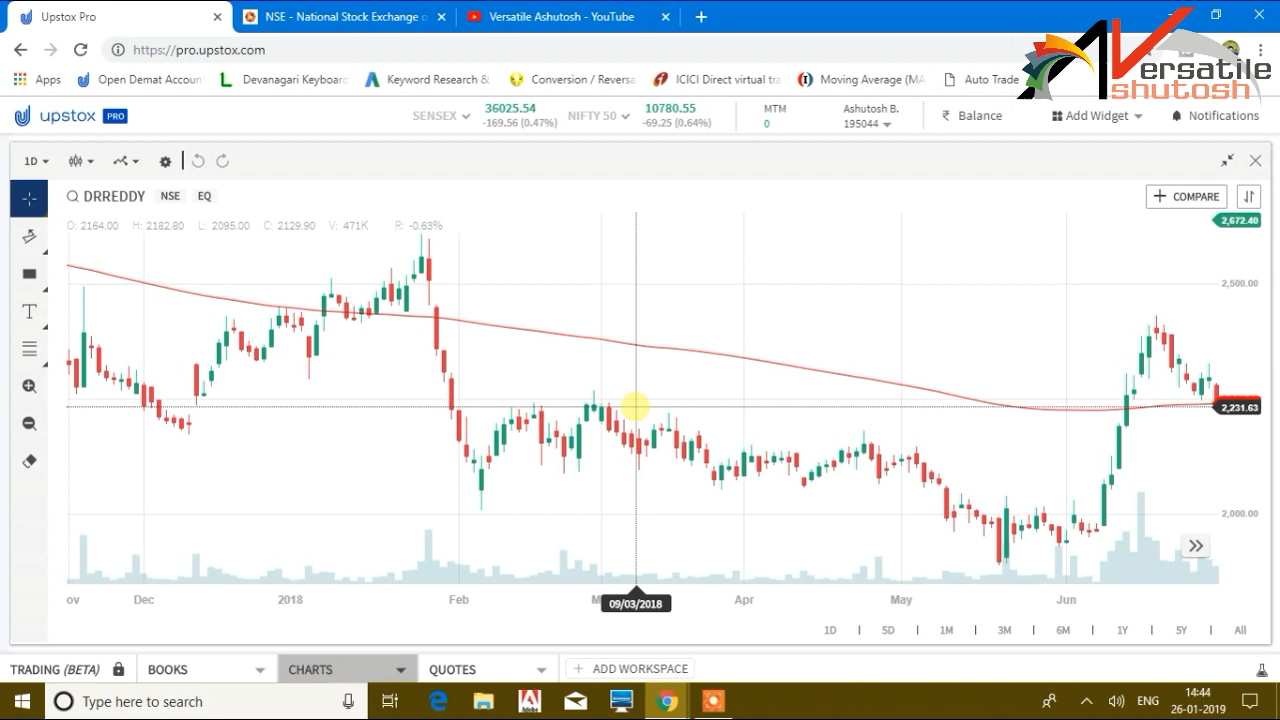 Upstox Pro
NSE - National Stock Exchange o
Versatile Ashutosh - YouTube
https://pro.upstox.com
Apps
Open Demat Accoun
Devanagari Keyboard
Keyword Research &
Conversion / Reversa
ICICI Direct virtual tra
Moving Average (MA
Auto Trade
Versatile
Ashutosh
upstox PRO
SENSEX
36025.54
-169.56 (0.47%)
NIFTY 50
10780.55
-69.25 (0.64%)
MTM
0
Ashutosh B.
195044
₹ Balance
Add Widget
Notifications
1D
DRREDDY NSE EQ
COMPARE
O: 2164.00 H: 2182.80 L: 2095.00 C: 2129.90 V: 471K R: -0.63%
2,672.40
2,500.00
2,231.63
2,000.00
ov Dec 2018 Feb M Apr May Jun
09/03/2018
1D 5D 1M 3M 6M 1Y 5Y All
TRADING (BETA) BOOKS CHARTS QUOTES + ADD WORKSPACE
Type here to search
ENG
14:44
26-01-2019